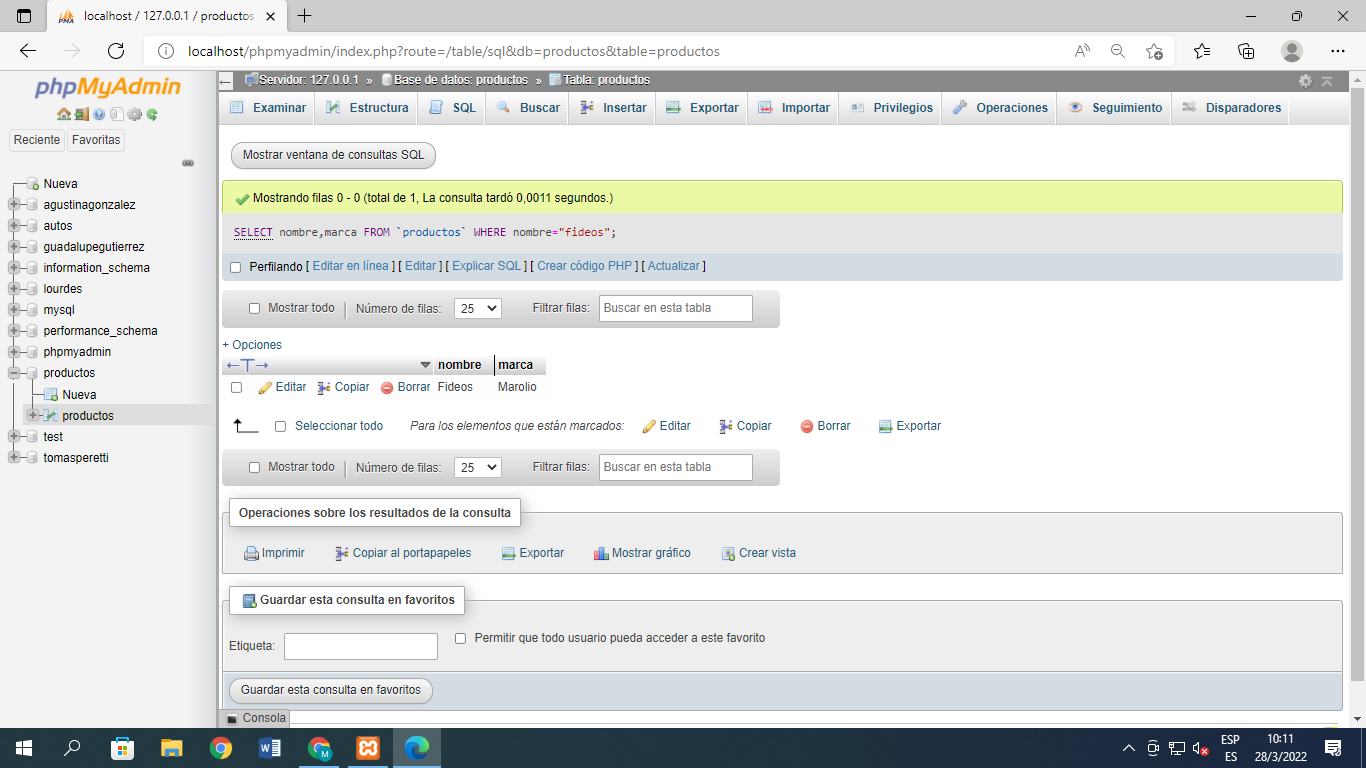 localhost / 127.0.0.1 / productos
localhost/phpmyadmin/index.php?route=/table/sql&db=productos&table=productos
phpMyAdmin
Reciente Favoritas
Nueva
agustinagonzalez
autos
guadalupegutierrez
information_schema
lourdes
mysql
performance_schema
phpmyadmin
productos
Nueva
productos
test
tomasperetti
Servidor: 127.0.0.1 » Base de datos: productos » Tabla: productos
Examinar Estructura SQL Buscar Insertar Exportar Importar Privilegios Operaciones Seguimiento Disparadores
Mostrar ventana de consultas SQL
Mostrando filas 0 - 0 (total de 1, La consulta tardó 0,0011 segundos.)
SELECT nombre,marca FROM `productos` WHERE nombre="fideos";
Perfilando [ Editar en línea ] [ Editar ] [ Explicar SQL ] [ Crear código PHP ] [ Actualizar ]
Mostrar todo Número de filas: 25 Filtrar filas: Buscar en esta tabla
+ Opciones
←T→ nombre marca
Editar Copiar Borrar Fideos Marolio
Seleccionar todo Para los elementos que están marcados: Editar Copiar Borrar Exportar
Mostrar todo Número de filas: 25 Filtrar filas: Buscar en esta tabla
Operaciones sobre los resultados de la consulta
Imprimir Copiar al portapapeles Exportar Mostrar gráfico Crear vista
Guardar esta consulta en favoritos
Etiqueta: Permitir que todo usuario pueda acceder a este favorito
Guardar esta consulta en favoritos
Consola
ESP 10:11
ES 28/3/2022